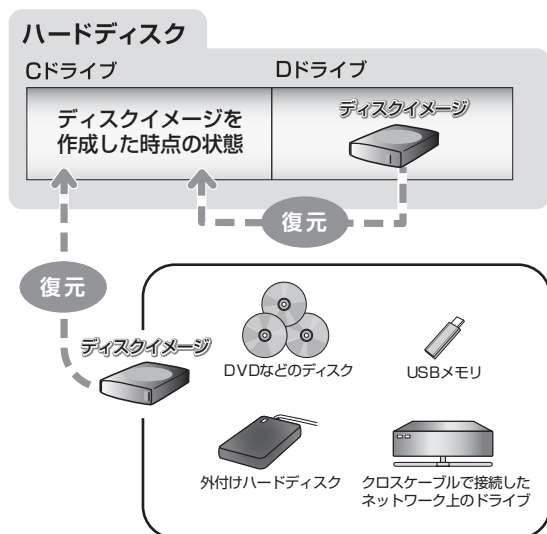 ハードディスク
Cドライブ
Dドライブ
ディスクイメージを
作成した時点の状態
ディスクイメージ
復元
復元
ディスクイメージ
DVDなどのディスク
USBメモリ
外付けハードディスク
クロスケーブルで接続した
ネットワーク上のドライブ